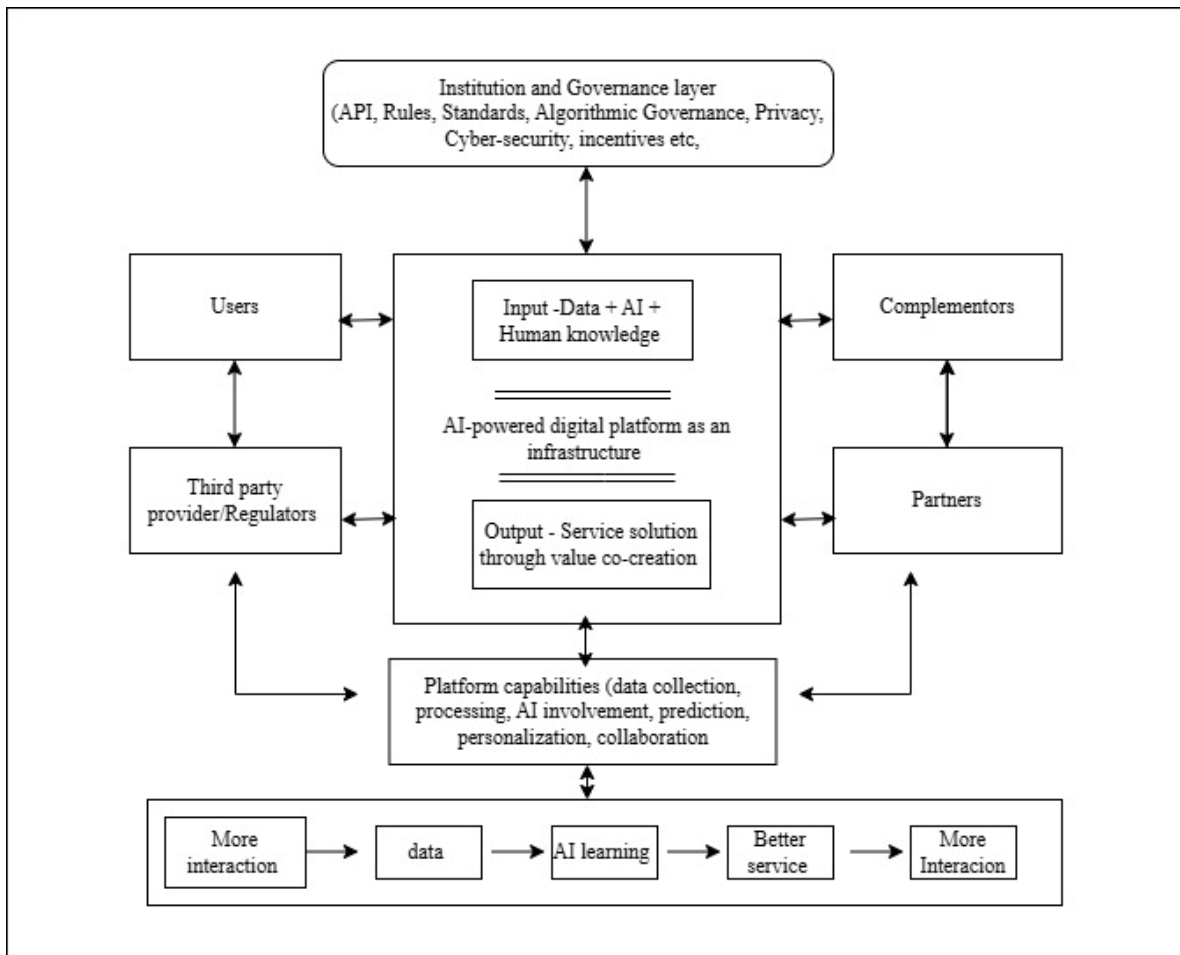 Institution and Governance layer
(API, Rules, Standards, Algorithmic Governance, Privacy,
Cyber-security, incentives etc,
Users
Input -Data + AI +
Human knowledge
Complementors
AI-powered digital platform as an
infrastructure
Third party
provider/Regulators
Output - Service solution
through value co-creation
Partners
Platform capabilities (data collection,
processing, AI involvement, prediction,
personalization, collaboration
More
interaction
data
AI learning
Better
service
More
Interacion